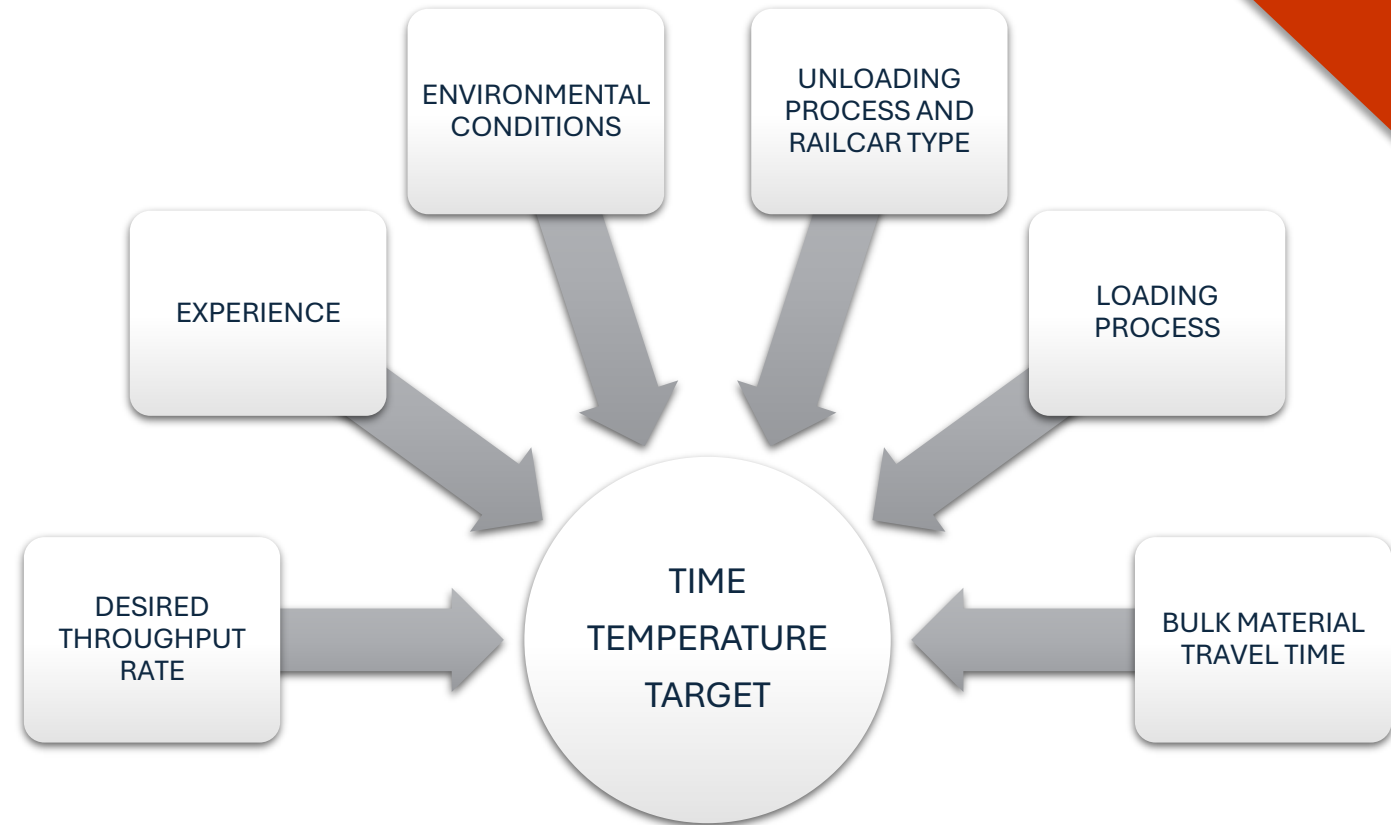 ENVIRONMENTAL
CONDITIONS
UNLOADING
PROCESS AND
RAILCAR TYPE
EXPERIENCE
LOADING
PROCESS
DESIRED
THROUGHPUT
RATE
TIME
TEMPERATURE
TARGET
BULK MATERIAL
TRAVEL TIME